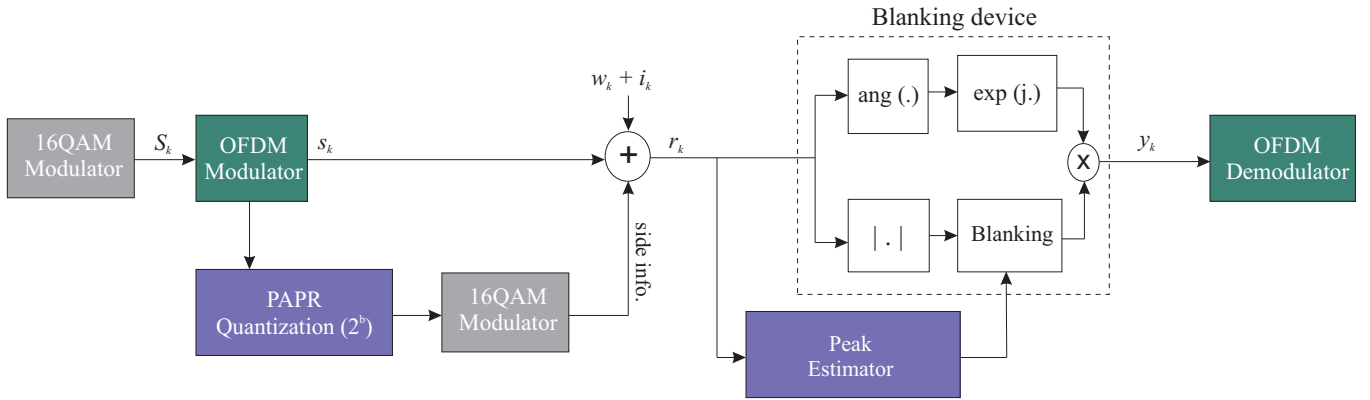 Blanking device
w_k + i_k
ang (.)
exp (j.)
16QAM
Modulator
S_k
OFDM
Modulator
s_k
+
r_k
x
y_k
OFDM
Demodulator
side info.
| . |
Blanking
PAPR
Quantization (2^b)
16QAM
Modulator
Peak
Estimator